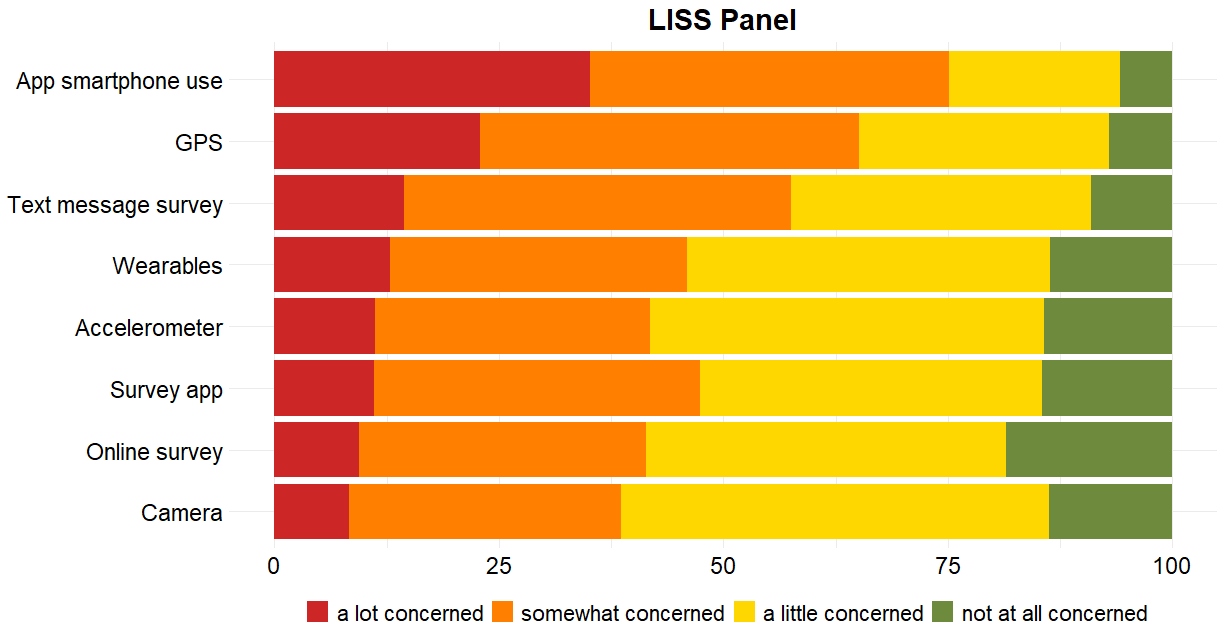 LISS Panel
App smartphone use
GPS
Text message survey
Wearables
Accelerometer
Survey app
Online survey
Camera
0 25 50 75 100
a lot concerned somewhat concerned a little concerned not at all concerned